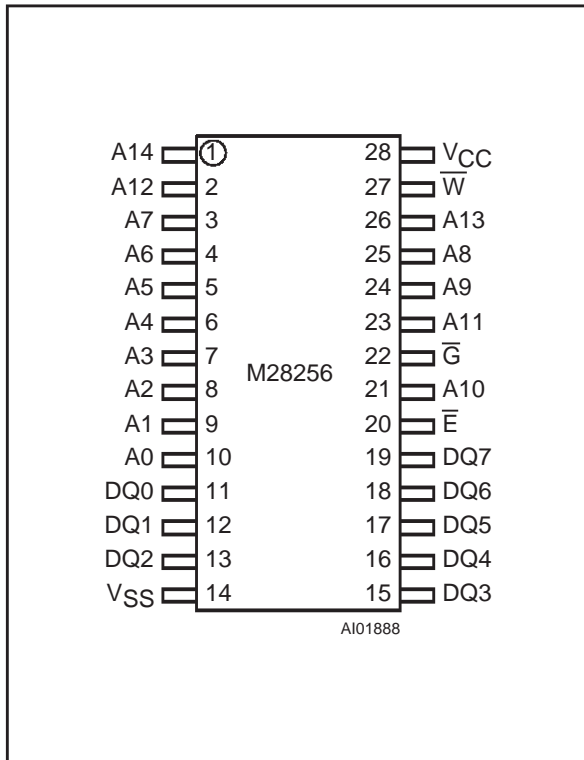 A14 1 28 VCC
A12 2 27 W̅
A7 3 26 A13
A6 4 25 A8
A5 5 24 A9
A4 6 23 A11
A3 7 22 G̅
M28256
A2 8 21 A10
A1 9 20 E̅
A0 10 19 DQ7
DQ0 11 18 DQ6
DQ1 12 17 DQ5
DQ2 13 16 DQ4
VSS 14 15 DQ3
AI01888